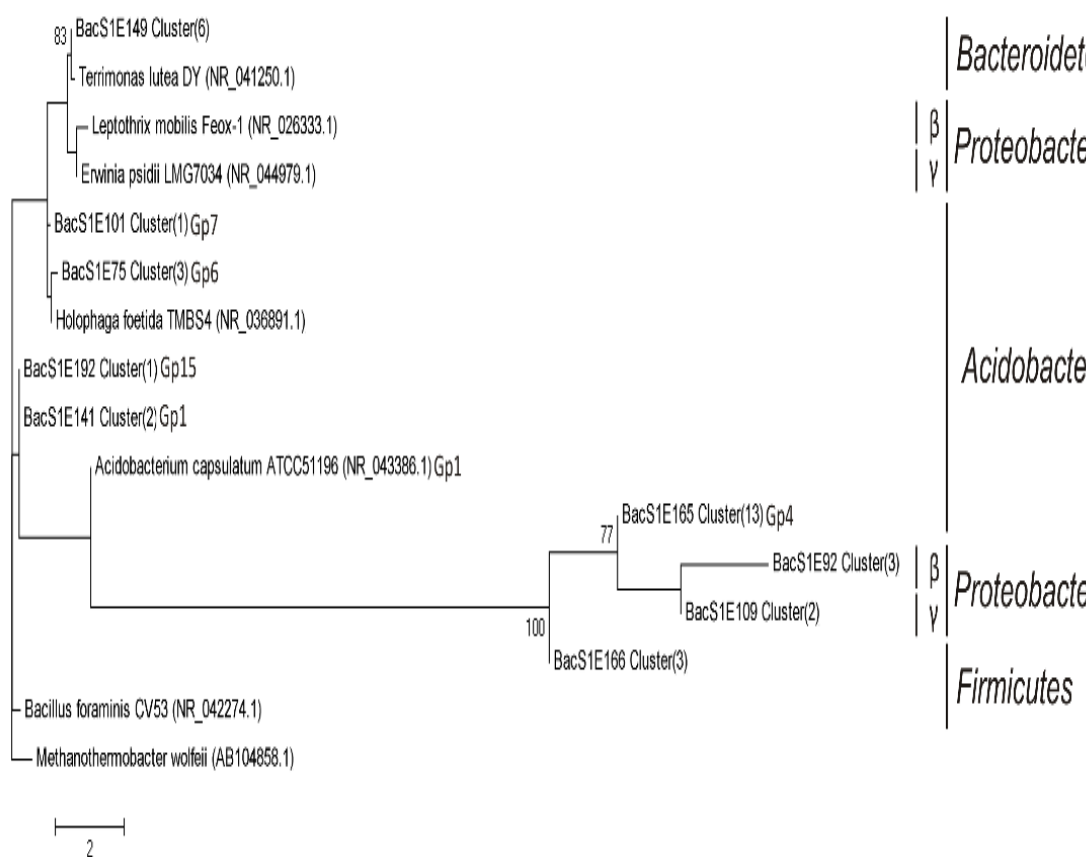 83
BacS1E149 Cluster(6)
Terrimonas lutea DY (NR_041250.1)
Bacteroidet
Leptothrix mobilis Feox-1 (NR_026333.1)
β
Erwinia psidii LMG7034 (NR_044979.1)
γ
Proteobacte
BacS1E101 Cluster(1) Gp7
BacS1E75 Cluster(3) Gp6
Holophaga foetida TMBS4 (NR_036891.1)
BacS1E192 Cluster(1) Gp15
Acidobacte
BacS1E141 Cluster(2) Gp1
Acidobacterium capsulatum ATCC51196 (NR_043386.1) Gp1
BacS1E165 Cluster(13) Gp4
77
BacS1E92 Cluster(3)
β
Proteobacte
BacS1E109 Cluster(2)
γ
100
BacS1E166 Cluster(3)
Firmicutes
Bacillus foraminis CV53 (NR_042274.1)
Methanothermobacter wolfeii (AB104858.1)
2